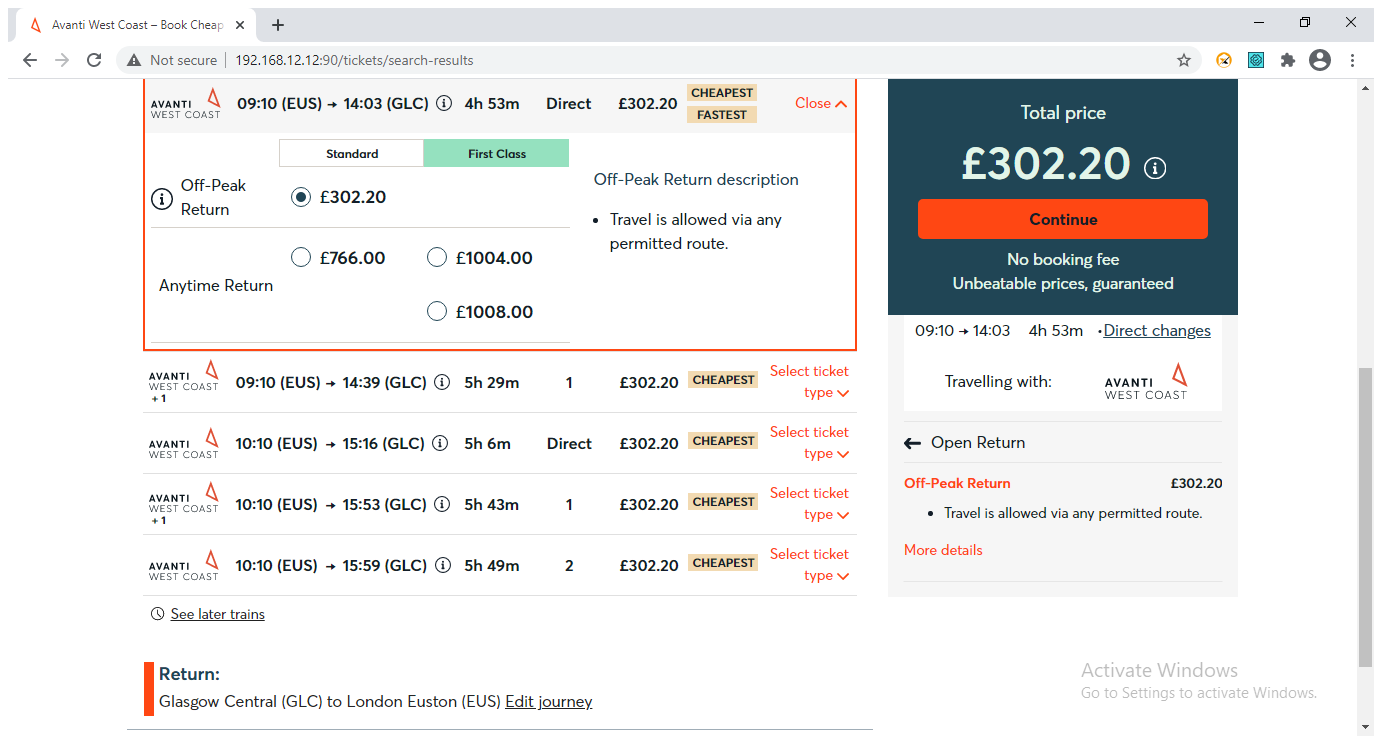 Avanti West Coast – Book Cheap
Not secure | 192.168.12.12:90/tickets/search-results
AVANTI WEST COAST 09:10 (EUS) → 14:03 (GLC) 4h 53m Direct £302.20 CHEAPEST FASTEST Close
Standard First Class
Off-Peak Return £302.20
Anytime Return £766.00 £1004.00
£1008.00
Off-Peak Return description
• Travel is allowed via any
permitted route.
AVANTI WEST COAST + 1 09:10 (EUS) → 14:39 (GLC) 5h 29m 1 £302.20 CHEAPEST Select ticket type
AVANTI WEST COAST 10:10 (EUS) → 15:16 (GLC) 5h 6m Direct £302.20 CHEAPEST Select ticket type
AVANTI WEST COAST + 1 10:10 (EUS) → 15:53 (GLC) 5h 43m 1 £302.20 CHEAPEST Select ticket type
AVANTI WEST COAST 10:10 (EUS) → 15:59 (GLC) 5h 49m 2 £302.20 CHEAPEST Select ticket type
See later trains
Return:
Glasgow Central (GLC) to London Euston (EUS) Edit journey
Total price
£302.20
Continue
No booking fee
Unbeatable prices, guaranteed
09:10 → 14:03 4h 53m •Direct changes
Travelling with: AVANTI WEST COAST
← Open Return
Off-Peak Return £302.20
• Travel is allowed via any permitted route.
More details
Activate Windows
Go to Settings to activate Windows.